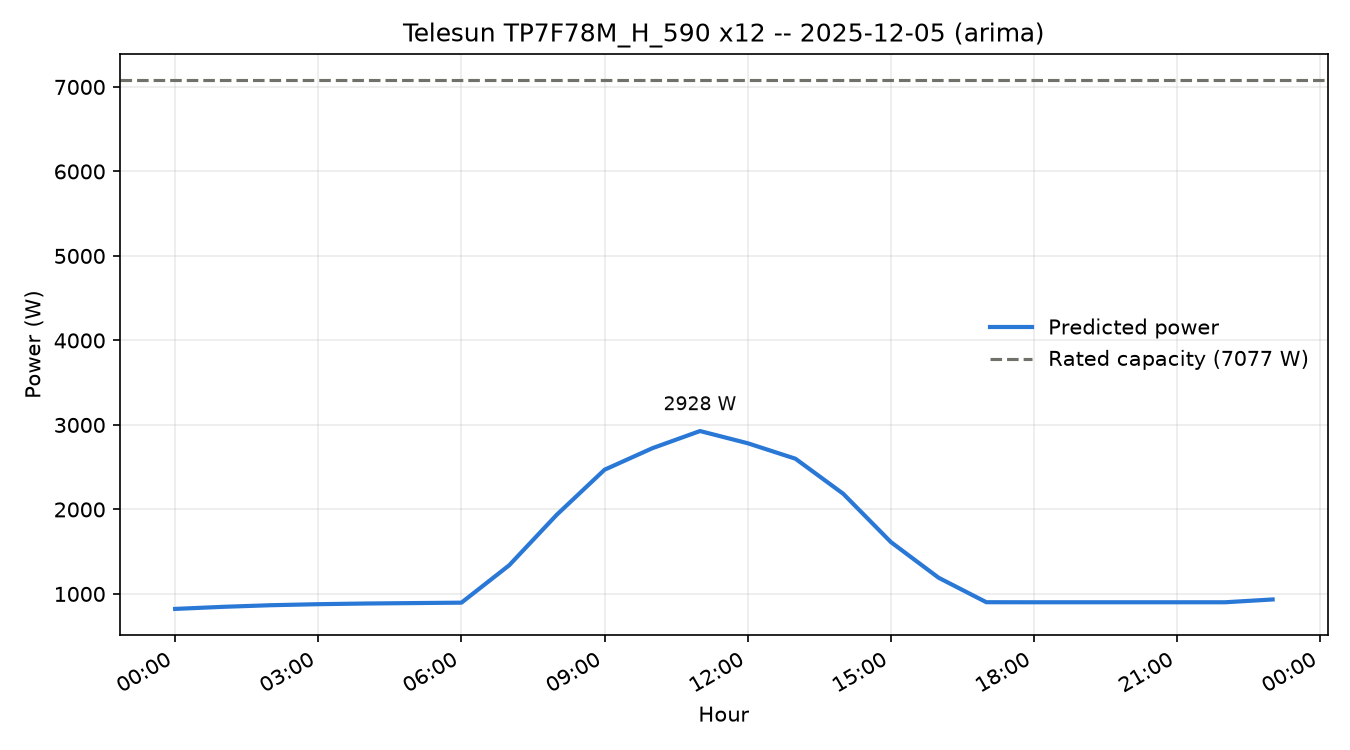 Telesun TP7F78M_H_590 x12 -- 2025-12-05 (arima)
7000
6000
5000
4000
3000
2000
1000
Power (W)
2928 W
Predicted power
Rated capacity (7077 W)
00:00
03:00
06:00
09:00
12:00
15:00
18:00
21:00
00:00
Hour